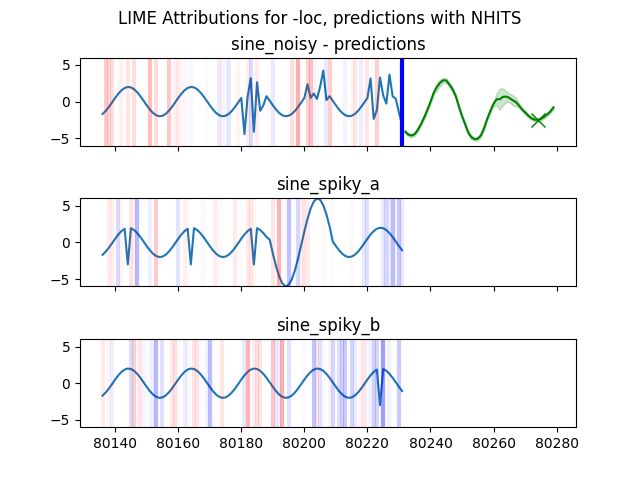 LIME Attributions for -loc, predictions with NHITS
sine_noisy - predictions
5
0
−5
sine_spiky_a
5
0
−5
sine_spiky_b
5
0
−5
80140 80160 80180 80200 80220 80240 80260 80280